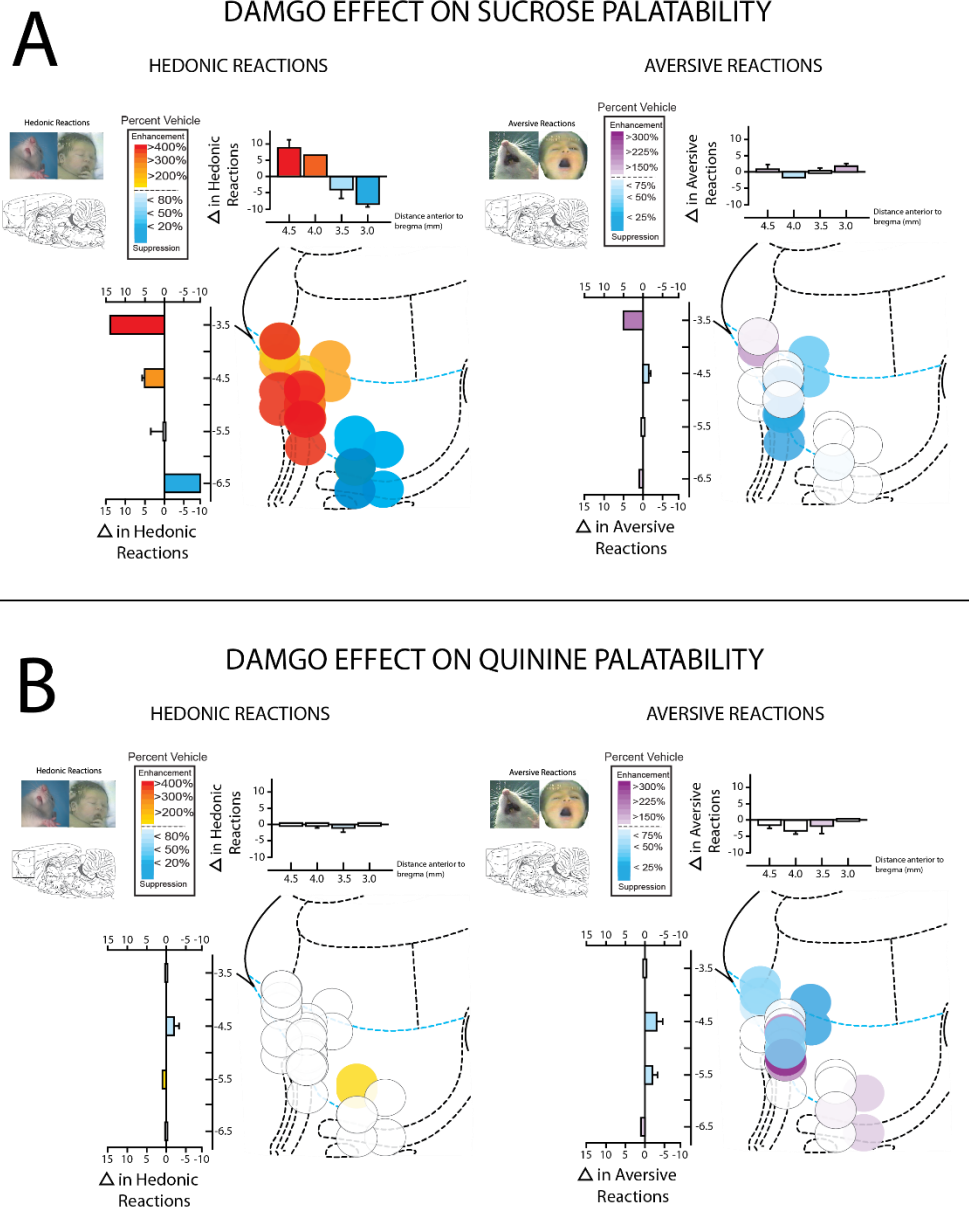 DAMGO EFFECT ON SUCROSE PALATABILITY
A
HEDONIC REACTIONS
Hedonic Reactions
Percent Vehicle
Enhancement
>400%
>300%
>200%
< 80%
< 50%
< 20%
Suppression
Δ in Hedonic
Reactions
10
5
0
-5
-10
4.5 4.0 3.5 3.0
Distance anterior to
bregma (mm)
15 10 5 0 -5 -10
-3.5
-4.5
-5.5
-6.5
15 10 5 0 -5 -10
Δ in Hedonic
Reactions
AVERSIVE REACTIONS
Aversive Reactions
Percent Vehicle
Enhancement
>300%
>225%
>150%
< 75%
< 50%
< 25%
Suppression
Δ in Aversive
Reactions
10
5
0
-5
-10
4.5 4.0 3.5 3.0
Distance anterior to
bregma (mm)
15 10 5 0 -5 -10
-3.5
-4.5
-5.5
-6.5
15 10 5 0 -5 -10
Δ in Aversive
Reactions
B
DAMGO EFFECT ON QUININE PALATABILITY
HEDONIC REACTIONS
Hedonic Reactions
Percent Vehicle
Enhancement
>400%
>300%
>200%
< 80%
< 50%
< 20%
Suppression
Δ in Hedonic
Reactions
10
5
0
-5
-10
4.5 4.0 3.5 3.0
Distance anterior to
bregma (mm)
15 10 5 0 -5 -10
-3.5
-4.5
-5.5
-6.5
15 10 5 0 -5 -10
Δ in Hedonic
Reactions
AVERSIVE REACTIONS
Aversive Reactions
Percent Vehicle
Enhancement
>300%
>225%
>150%
< 75%
< 50%
< 25%
Suppression
Δ in Aversive
Reactions
10
5
0
-5
-10
4.5 4.0 3.5 3.0
Distance anterior to
bregma (mm)
15 10 5 0 -5 -10
-3.5
-4.5
-5.5
-6.5
15 10 5 0 -5 -10
Δ in Aversive
Reactions